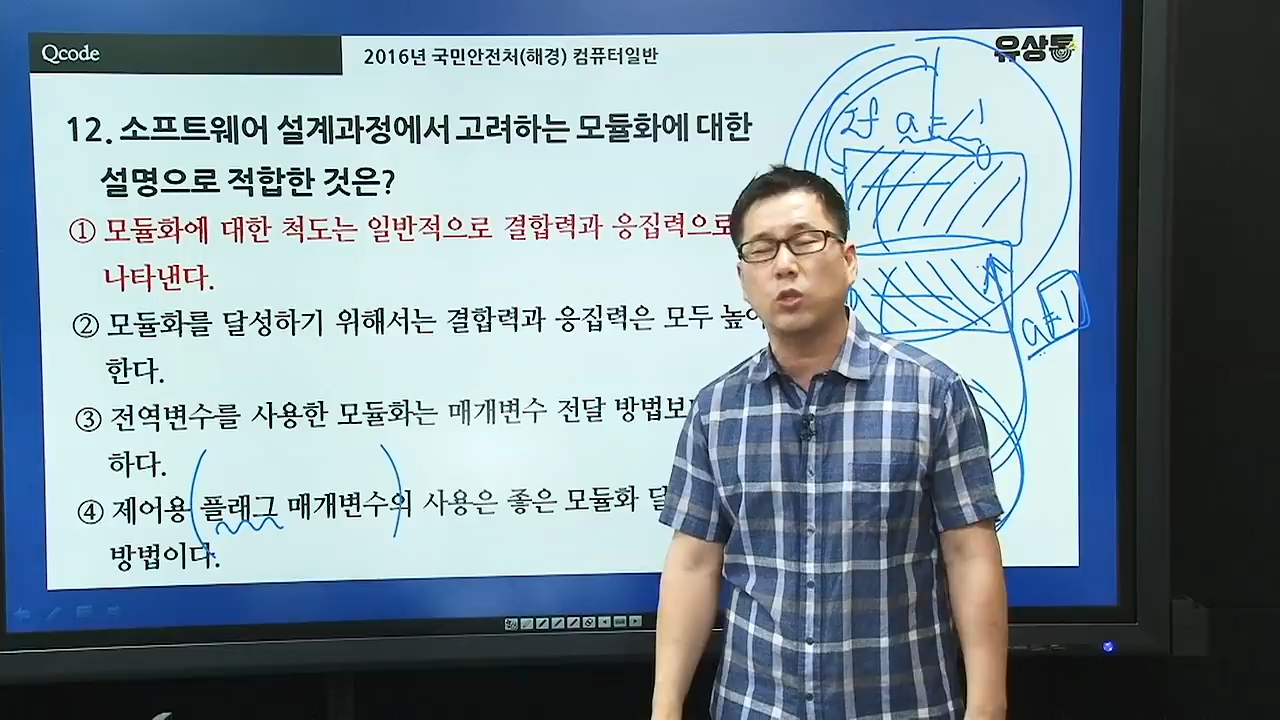 Qcode
2016년 국민안전처(해경) 컴퓨터일반
유상통
12. 소프트웨어 설계과정에서 고려하는 모듈화에 대한
설명으로 적합한 것은?
① 모듈화에 대한 척도는 일반적으로 결합력과 응집력으로
나타낸다.
② 모듈화를 달성하기 위해서는 결합력과 응집력은 모두
한다.
③ 전역변수를 사용한 모듈화는 매개변수 전달
하다.
④ 제어용 플래그 매개변수의 사용은 좋은 모듈화
방법이다.
if a =
1
0
a = 1